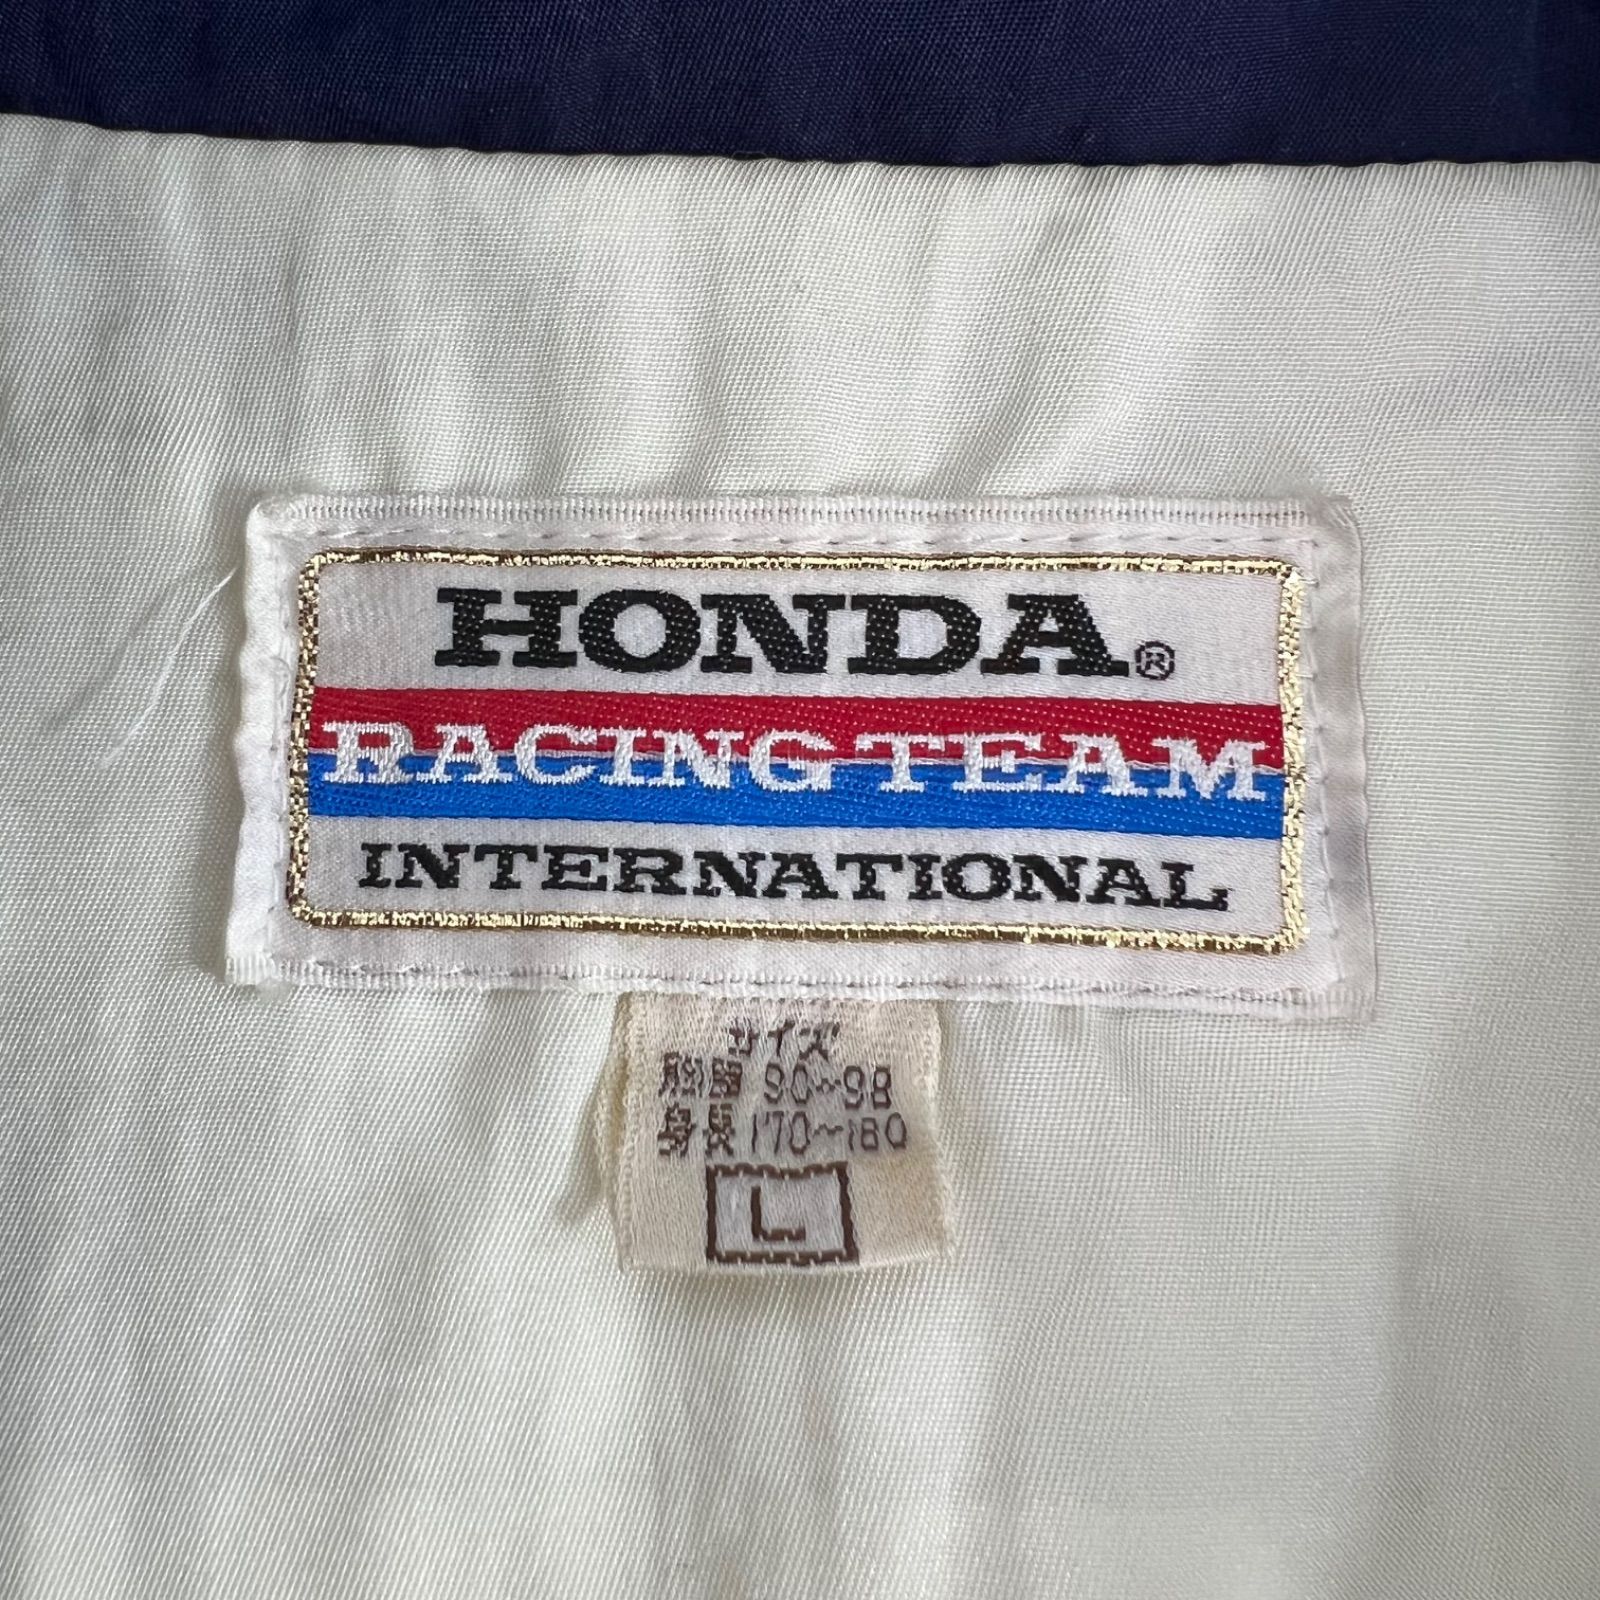 HONDA®
RACING TEAM
INTERNATIONAL
サイズ
胸囲 90~98
身長 170~180
L